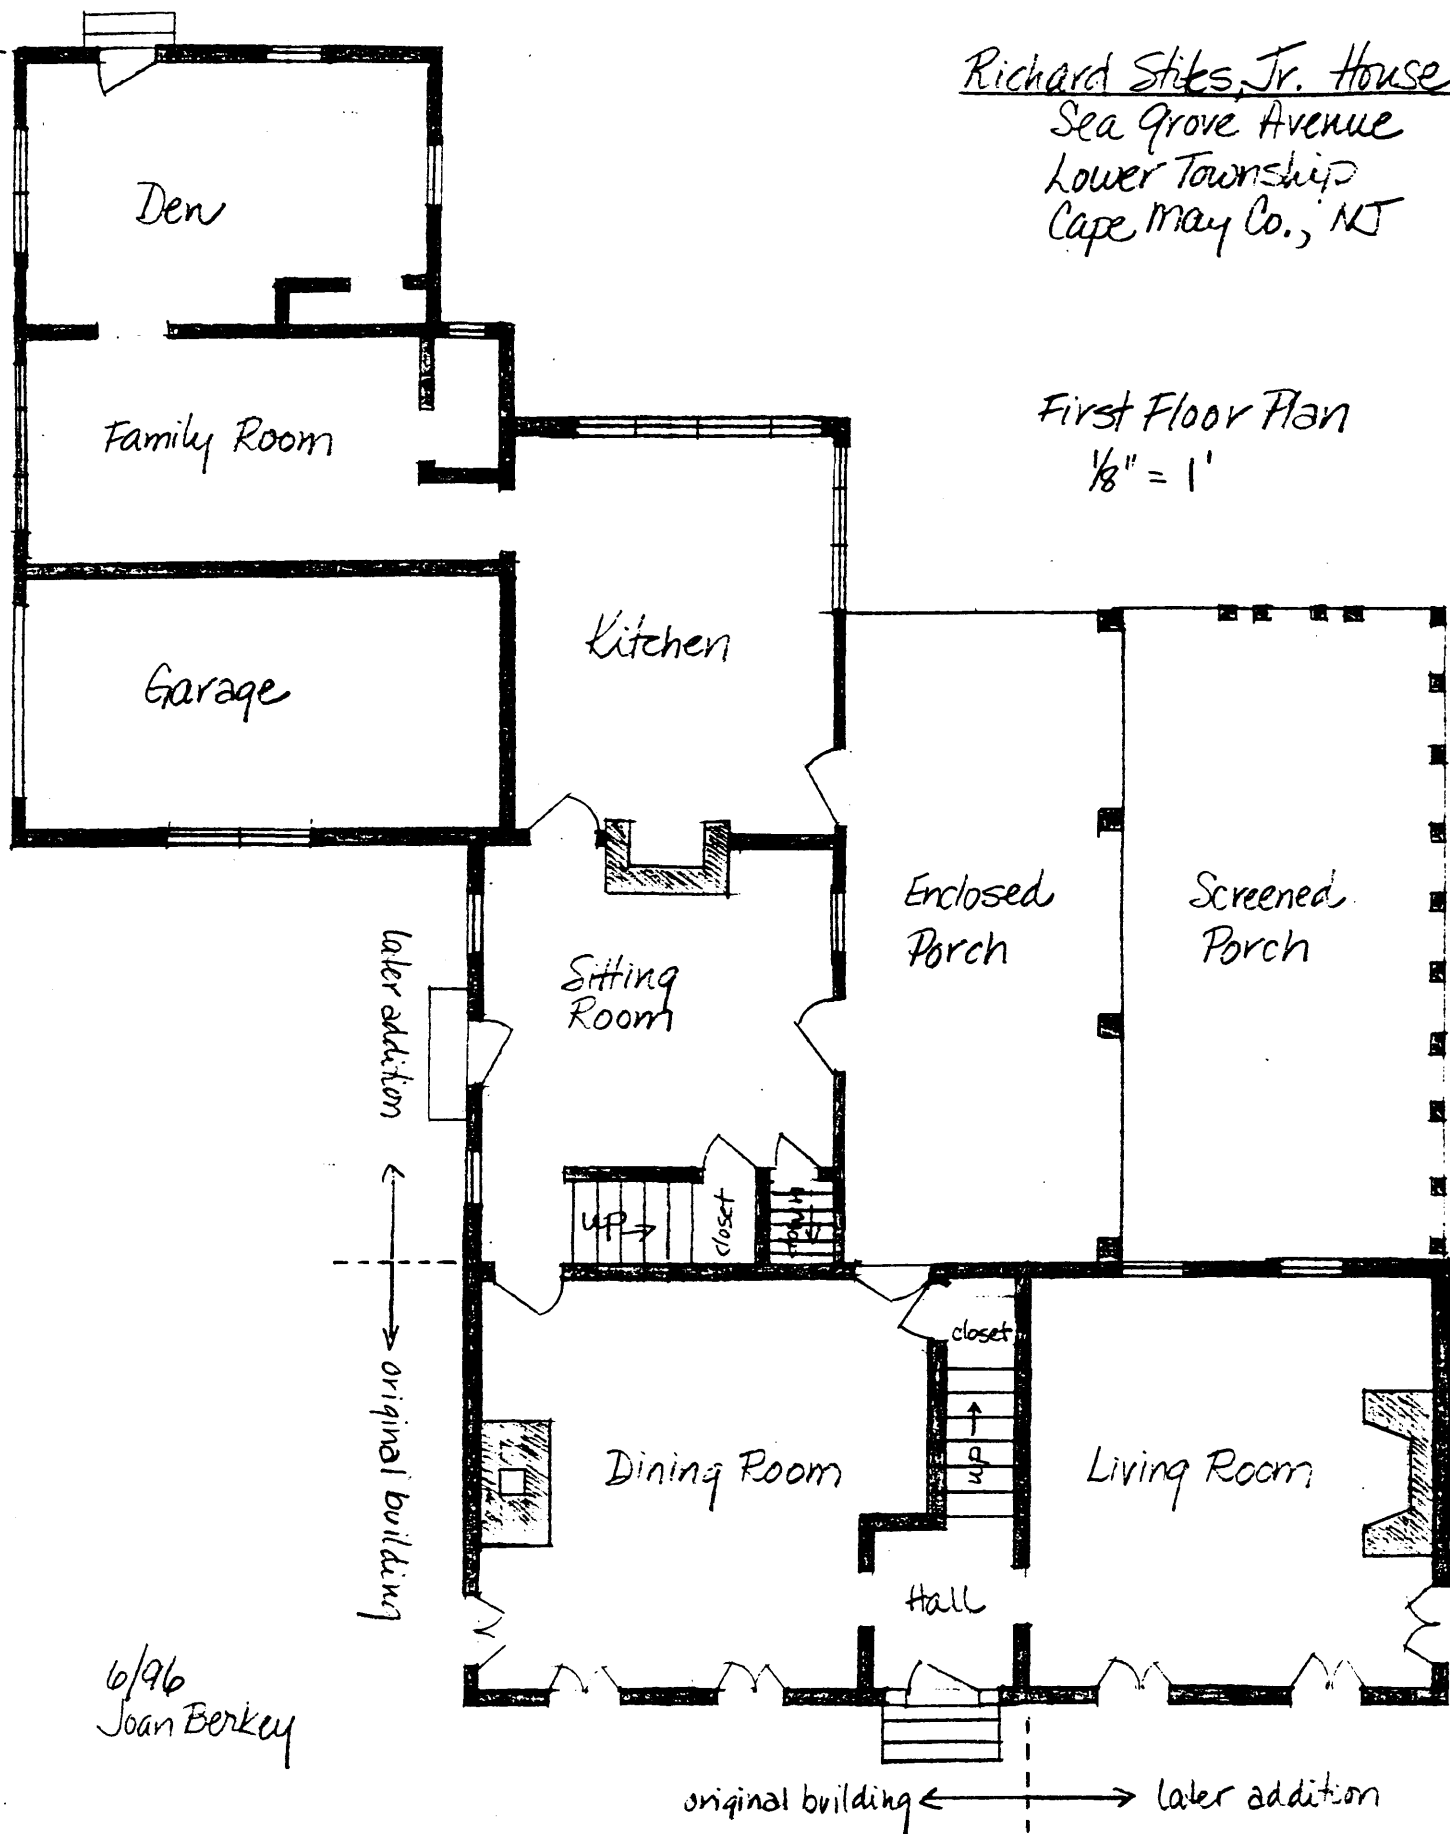 Richard Stites, Jr. House
Sea Grove Avenue
Lower Township
Cape May Co., NJ
Den
First Floor Plan
1/8" = 1'
Family Room
Kitchen
Garage
Enclosed
Porch
Screened
Porch
Sitting
Room
later addition
up
closet
down
closet
original building
Dining Room
up
Living Room
Hall
6/96
Joan Berkey
original building
later addition